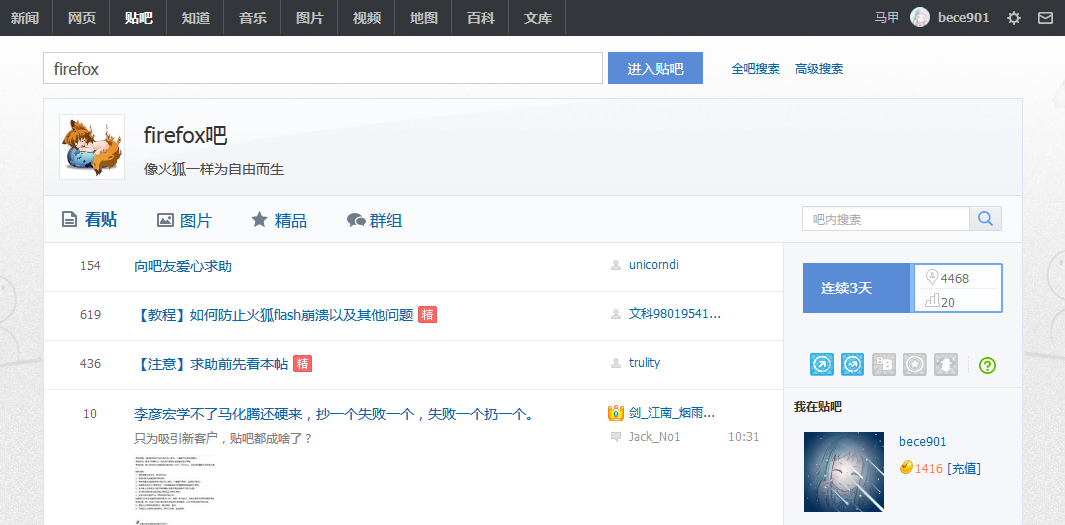 新闻 网页 贴吧 知道 音乐 图片 视频 地图 百科 文库 马甲 bece901
firefox 进入贴吧 全吧搜索 高级搜索
firefox吧
像火狐一样为自由而生
看贴 图片 精品 群组 吧内搜索
154 向吧友爱心求助 unicorndi
连续3天 4468
20
619 【教程】如何防止火狐flash崩溃以及其他问题 精 文科98019541...
436 【注意】求助前先看本帖 精 trulity
我在贴吧
10 李彦宏学不了马化腾还硬来，抄一个失败一个，失败一个扔一个。 剑_江南_烟雨...
只为吸引新客户，贴吧都成啥了？ Jack_No1 10:31
bece901
1416 [充值]